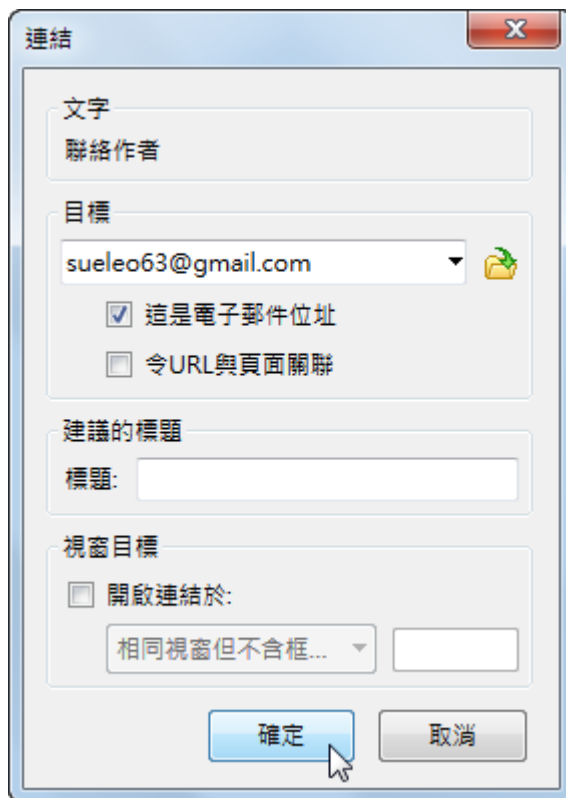 連結
文字
聯絡作者
目標
sueleo63@gmail.com
這是電子郵件位址
令URL與頁面關聯
建議的標題
標題:
視窗目標
開啟連結於:
相同視窗但不含框...
確定 取消